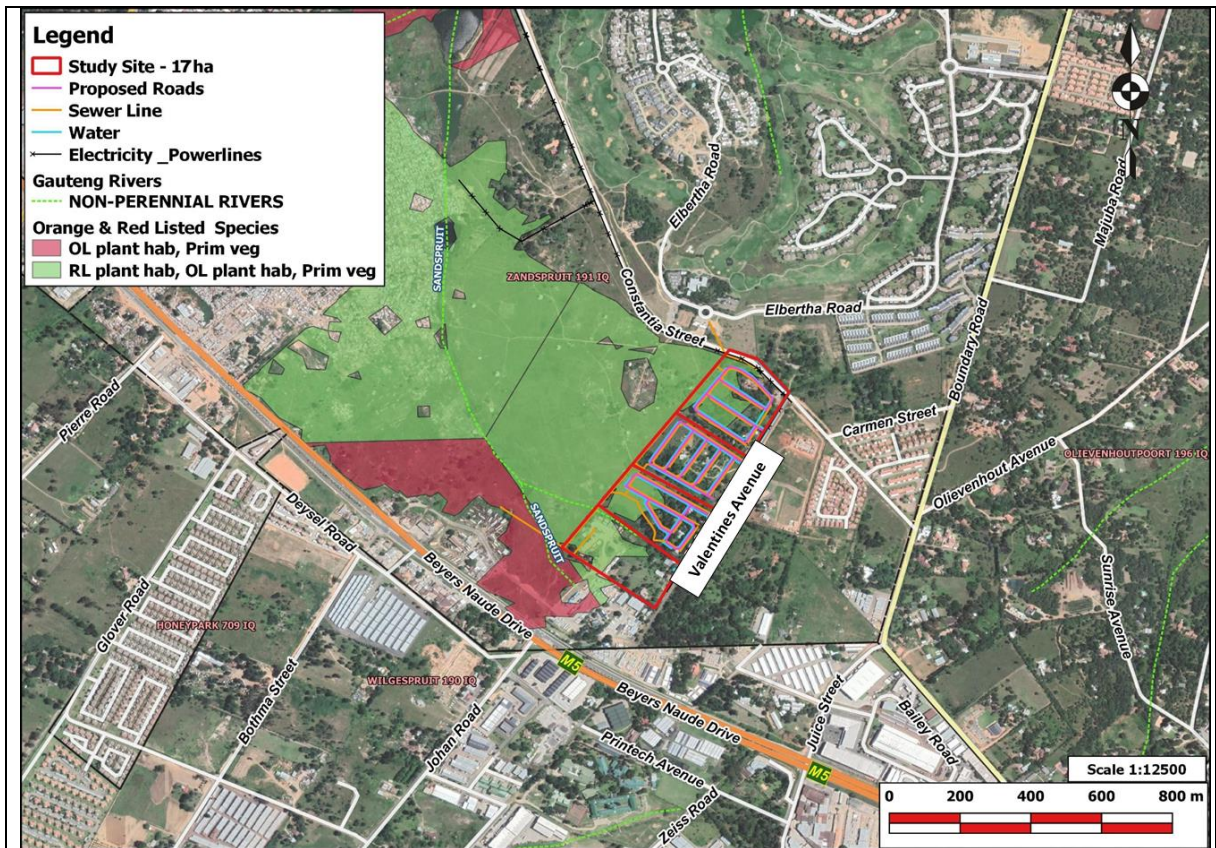 Legend
Study Site - 17ha
Proposed Roads
Sewer Line
Water
Electricity _Powerlines
Gauteng Rivers
NON-PERENNIAL RIVERS
Orange & Red Listed Species
OL plant hab, Prim veg
RL plant hab, OL plant hab, Prim veg
N
Elbertha Road
Majuba Road
SANDSPRUIT
ZANDSPRUIT 191 IQ
Constantia Street
Elbertha Road
Boundary Road
Pierre Road
Carmen Street
Olievenhout Avenue
OLIEVENHOUTPOORT 196 IQ
Valentines Avenue
Deysel Road
SANDSPRUIT
Beyers Naude Drive
Sunrise Avenue
Glover Road
HONEYPARK 709 IQ
Bothma Street
WILGESPRUIT 190 IQ
M5
Johan Road
Beyers Naude Drive
Juice Street
Bailey Road
Printech Avenue
M5
Zeiss Road
Scale 1:12500
0 200 400 600 800 m